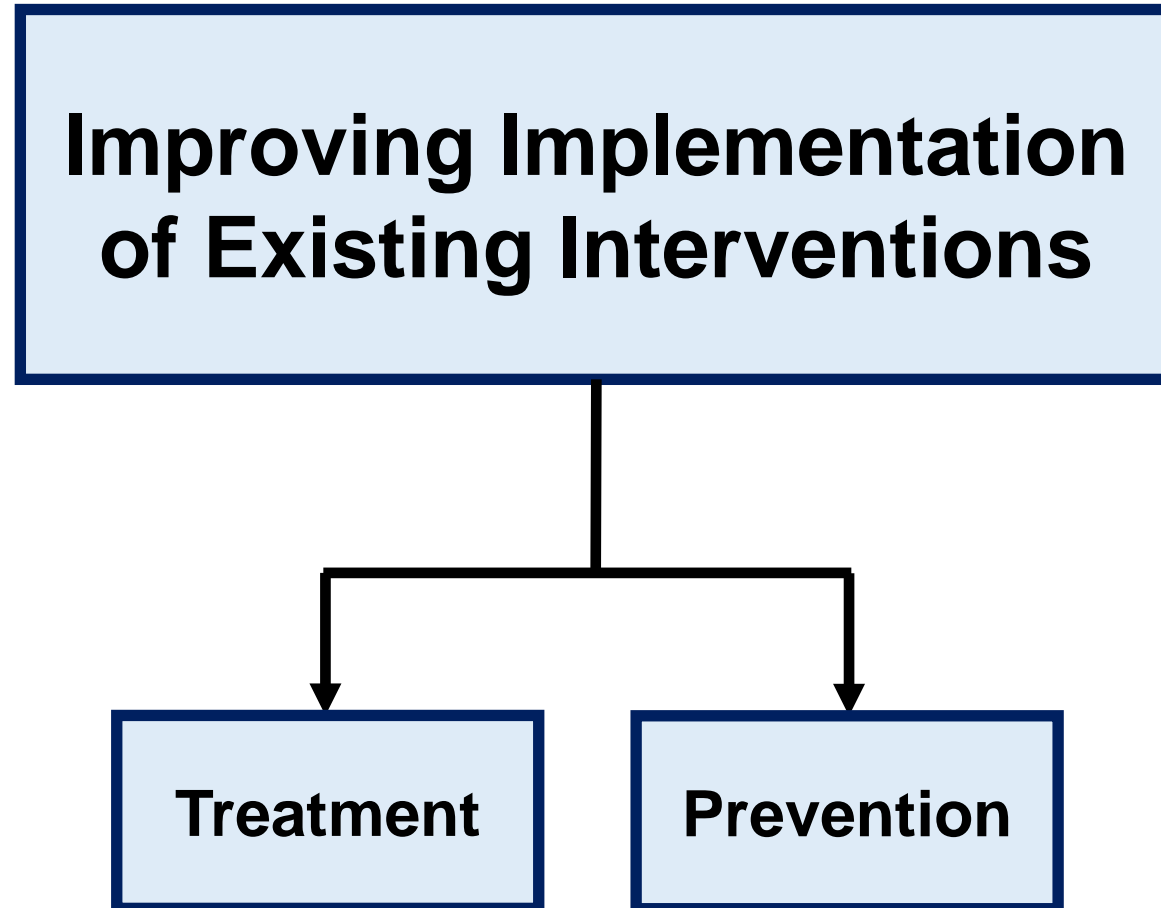 Improving Implementation
of Existing Interventions
Treatment
Prevention